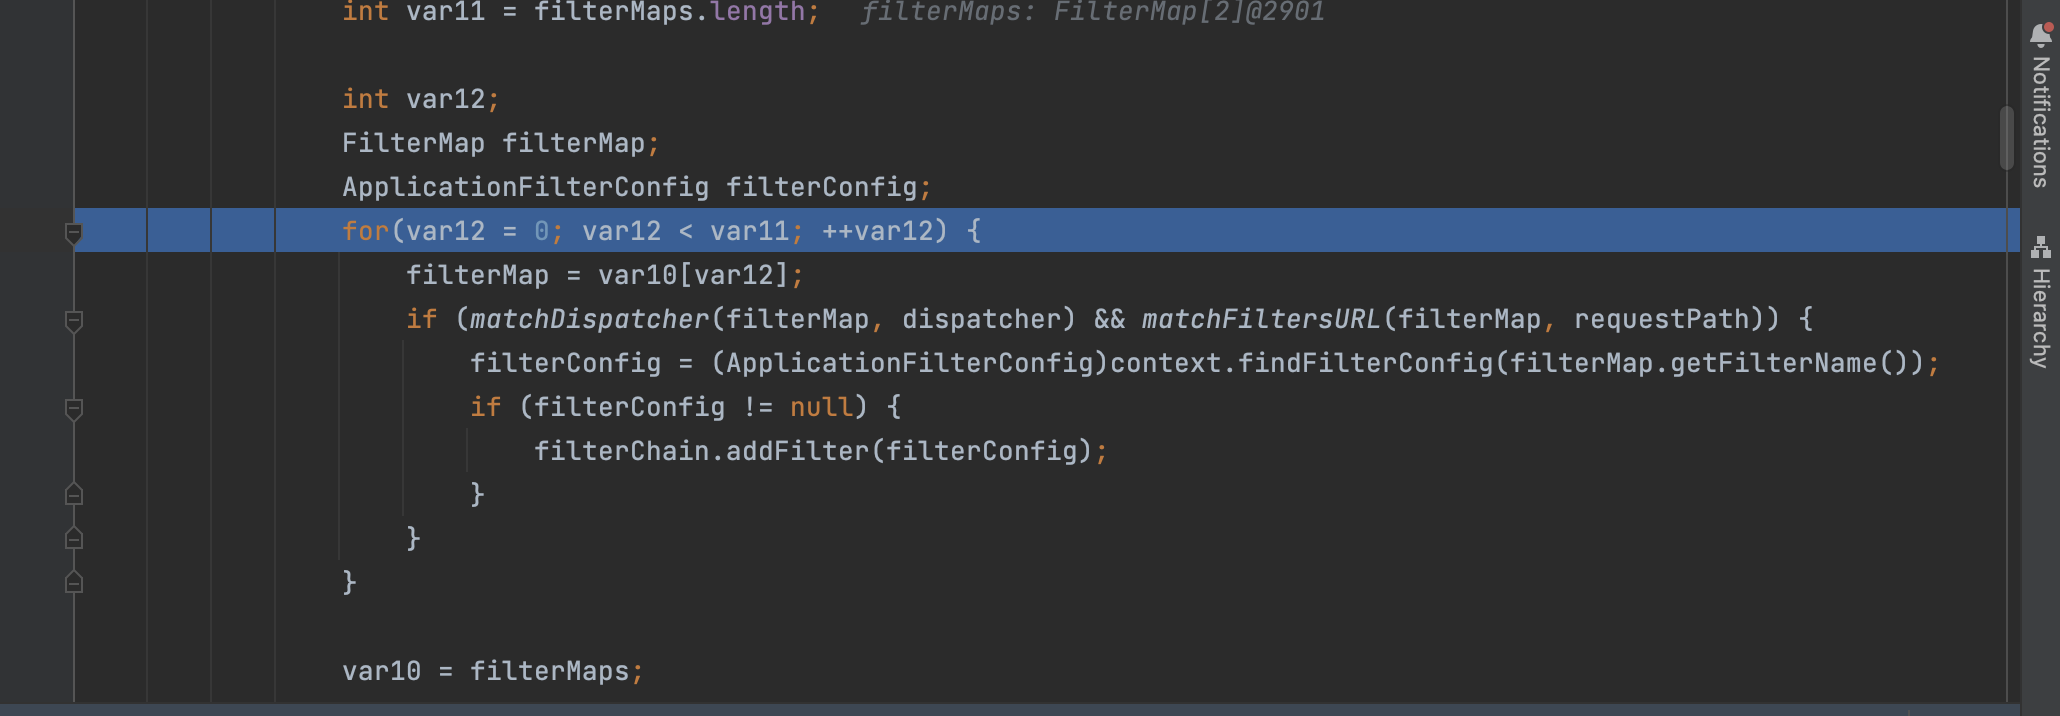 int var11 = filterMaps.length;   filterMaps: FilterMap[2]@2901
int var12;
FilterMap filterMap;
ApplicationFilterConfig filterConfig;
for(var12 = 0; var12 < var11; ++var12) {
filterMap = var10[var12];
if (matchDispatcher(filterMap, dispatcher) && matchFiltersURL(filterMap, requestPath)) {
filterConfig = (ApplicationFilterConfig)context.findFilterConfig(filterMap.getFilterName());
if (filterConfig != null) {
filterChain.addFilter(filterConfig);
}
}
}
var10 = filterMaps;
Notifications
Hierarchy